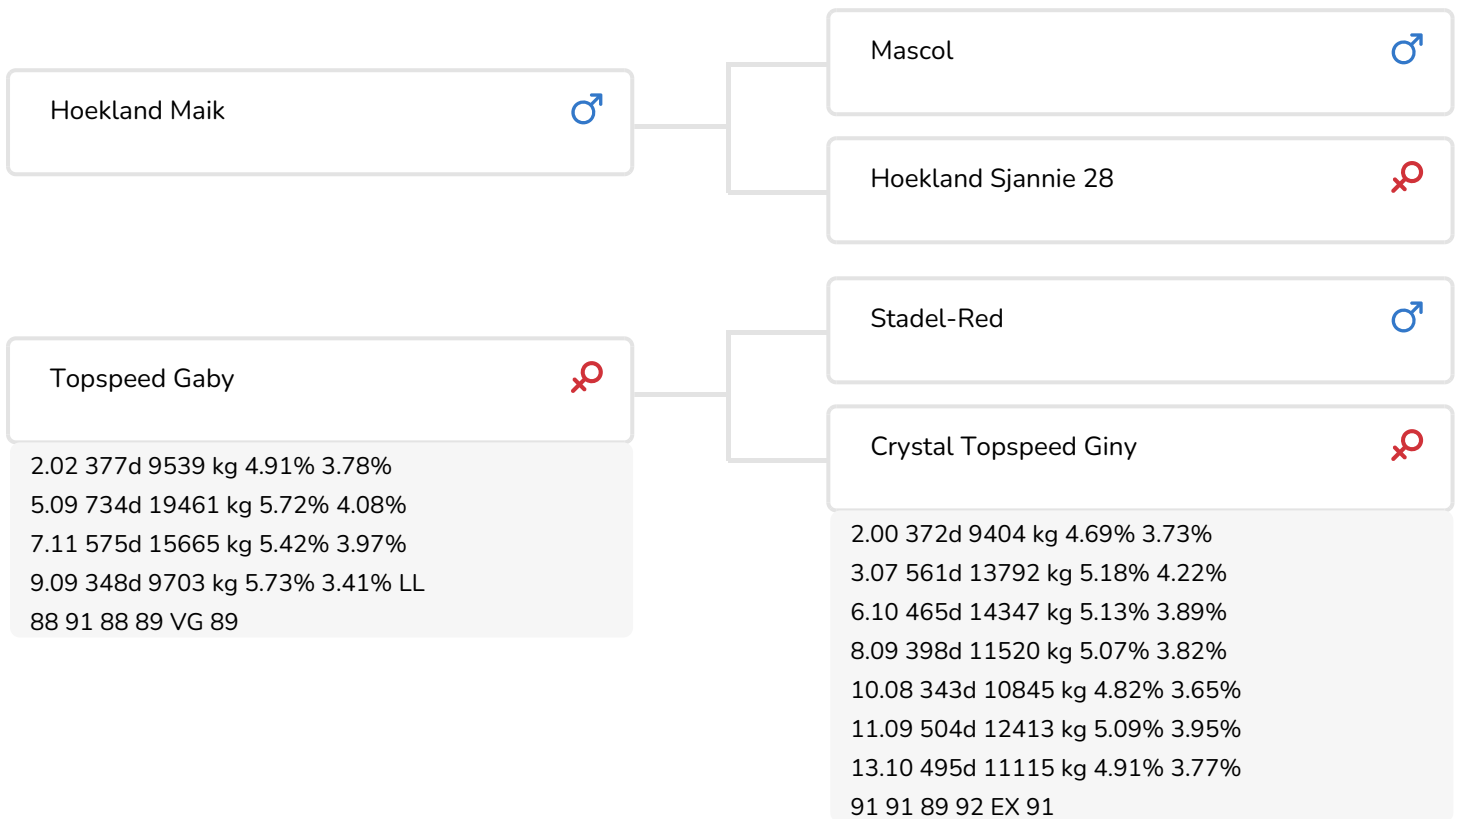 Hoekland Maik
Mascol
Hoekland Sjannie 28
Topspeed Gaby
2.02 377d 9539 kg 4.91% 3.78%
5.09 734d 19461 kg 5.72% 4.08%
7.11 575d 15665 kg 5.42% 3.97%
9.09 348d 9703 kg 5.73% 3.41% LL
88 91 88 89 VG 89
Stadel-Red
Crystal Topspeed Giny
2.00 372d 9404 kg 4.69% 3.73%
3.07 561d 13792 kg 5.18% 4.22%
6.10 465d 14347 kg 5.13% 3.89%
8.09 398d 11520 kg 5.07% 3.82%
10.08 343d 10845 kg 4.82% 3.65%
11.09 504d 12413 kg 5.09% 3.95%
13.10 495d 11115 kg 4.91% 3.77%
91 91 89 92 EX 91